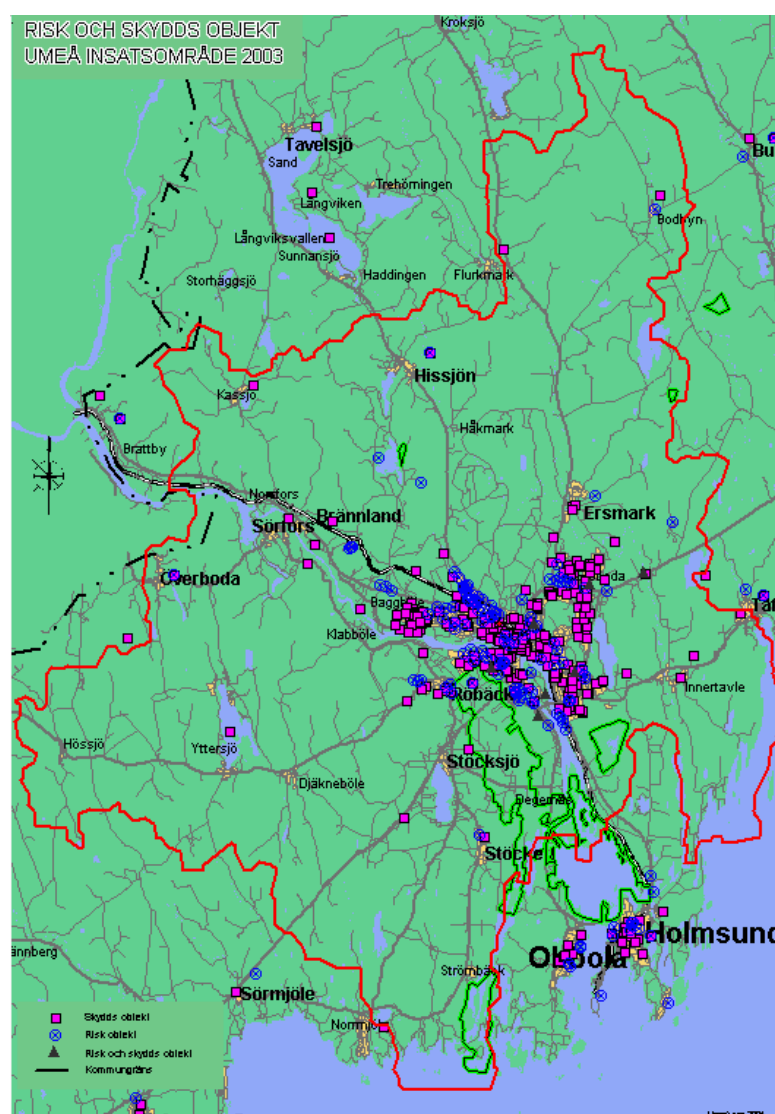 RISK OCH SKYDDS OBJEKT
UMEÅ INSATSOMRÅDE 2003
Kroksjö
Tavelsjö
Sand
Trehörningen
Långviken
Bodbyn
Långviksvallen
Sunnansjö
Haddingen
Flurkmark
Storhäggsjö
Hissjön
Kassjö
Håkmark
Brattby
Norrfors
Brännland
Ersmark
Sörfors
Överboda
Klabböle
Röbäck
Innertavle
Hössjö
Yttersjö
Stöcksjö
Djäkneböle
Degernäs
Stöcke
Holmsund
Obbola
Strömbäck
Sörmjöle
Norrmjöle
Skydds objekt
Risk objekt
Risk och skydds objekt
Kommungräns